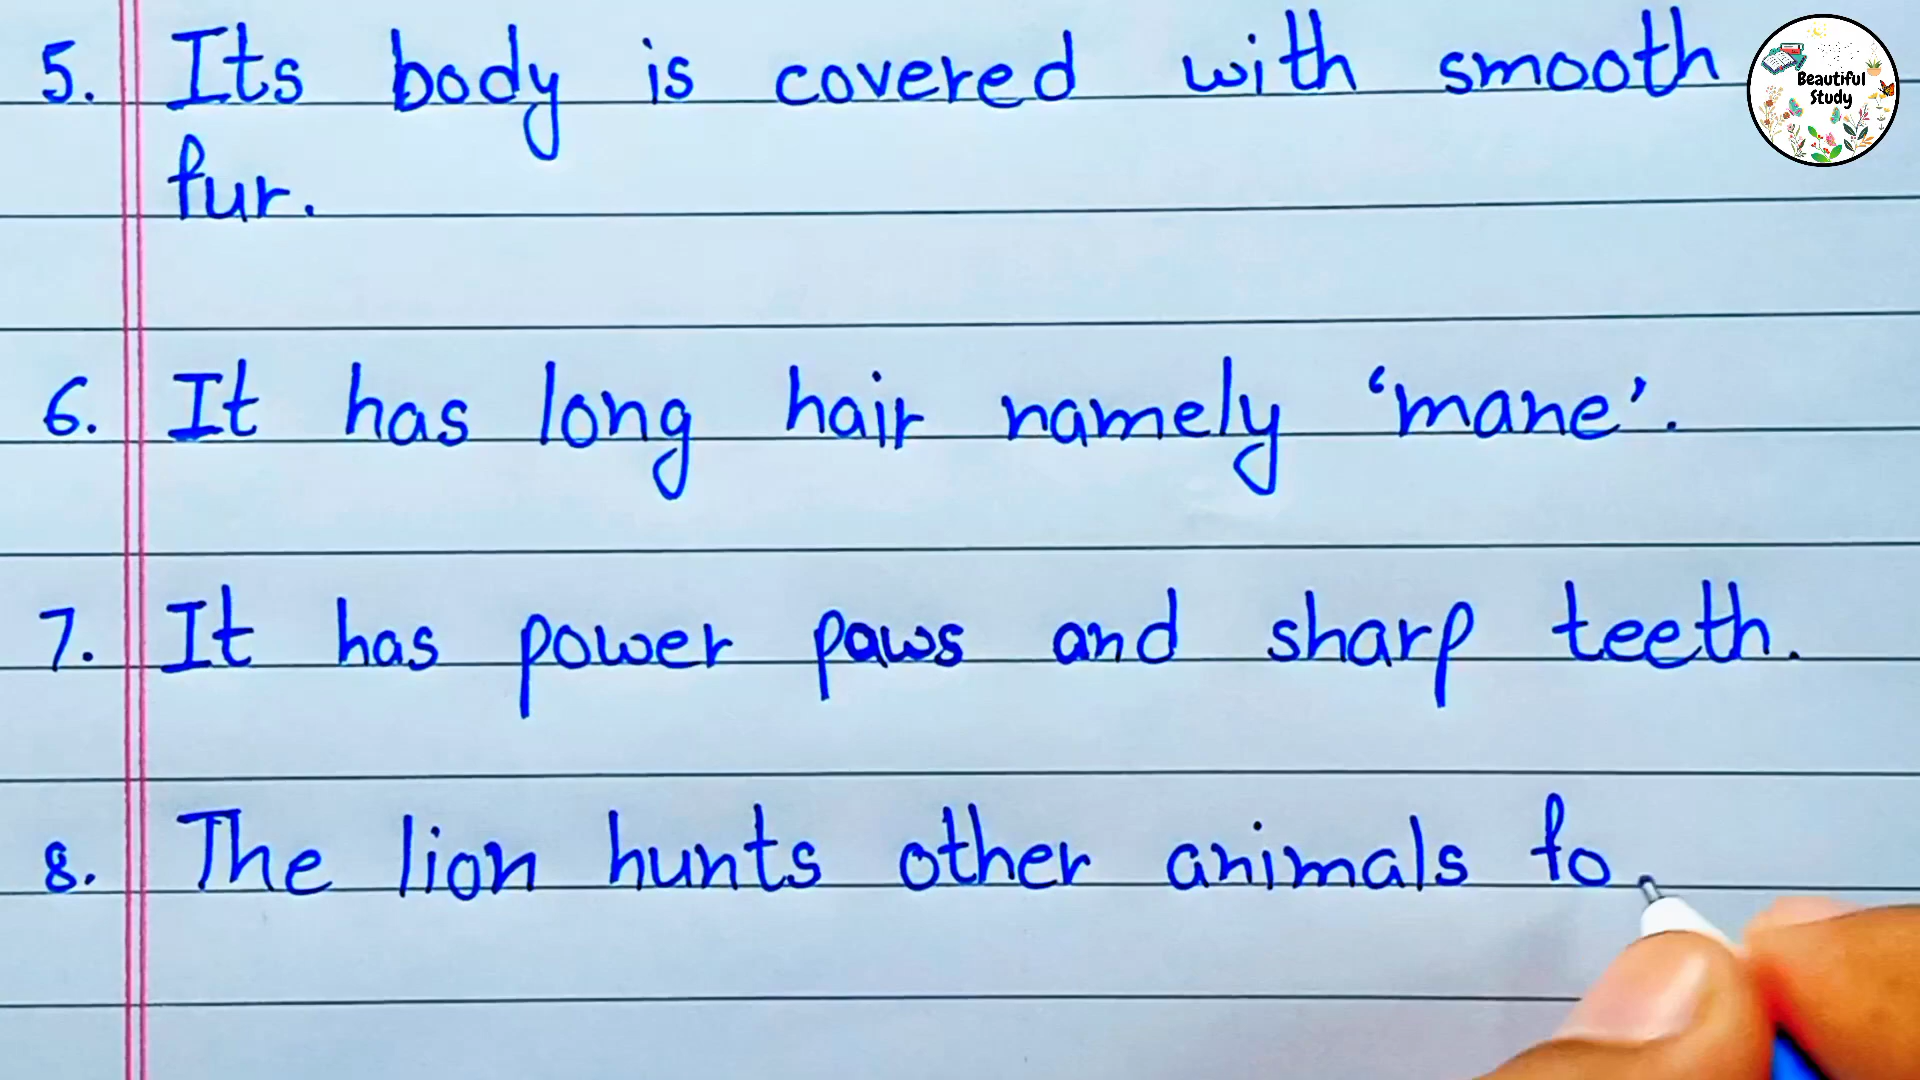 5. Its body is covered with smooth
fur.
6. It has long hair namely ‘mane’.
7. It has power paws and sharp teeth.
8. The lion hunts other animals fo
Beautiful
Study